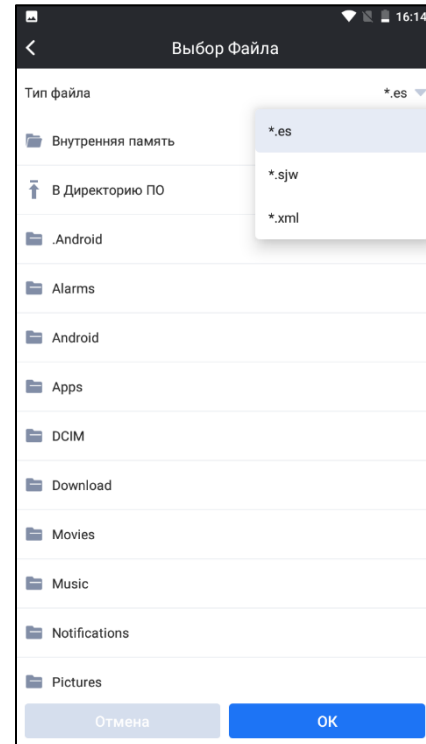 16:14
Выбор Файла
Тип файла
*.es
*.es
*.sjw
*.xml
Внутренняя память
В Директорию ПО
.Android
Alarms
Android
Apps
DCIM
Download
Movies
Music
Notifications
Pictures
Отмена
ОК